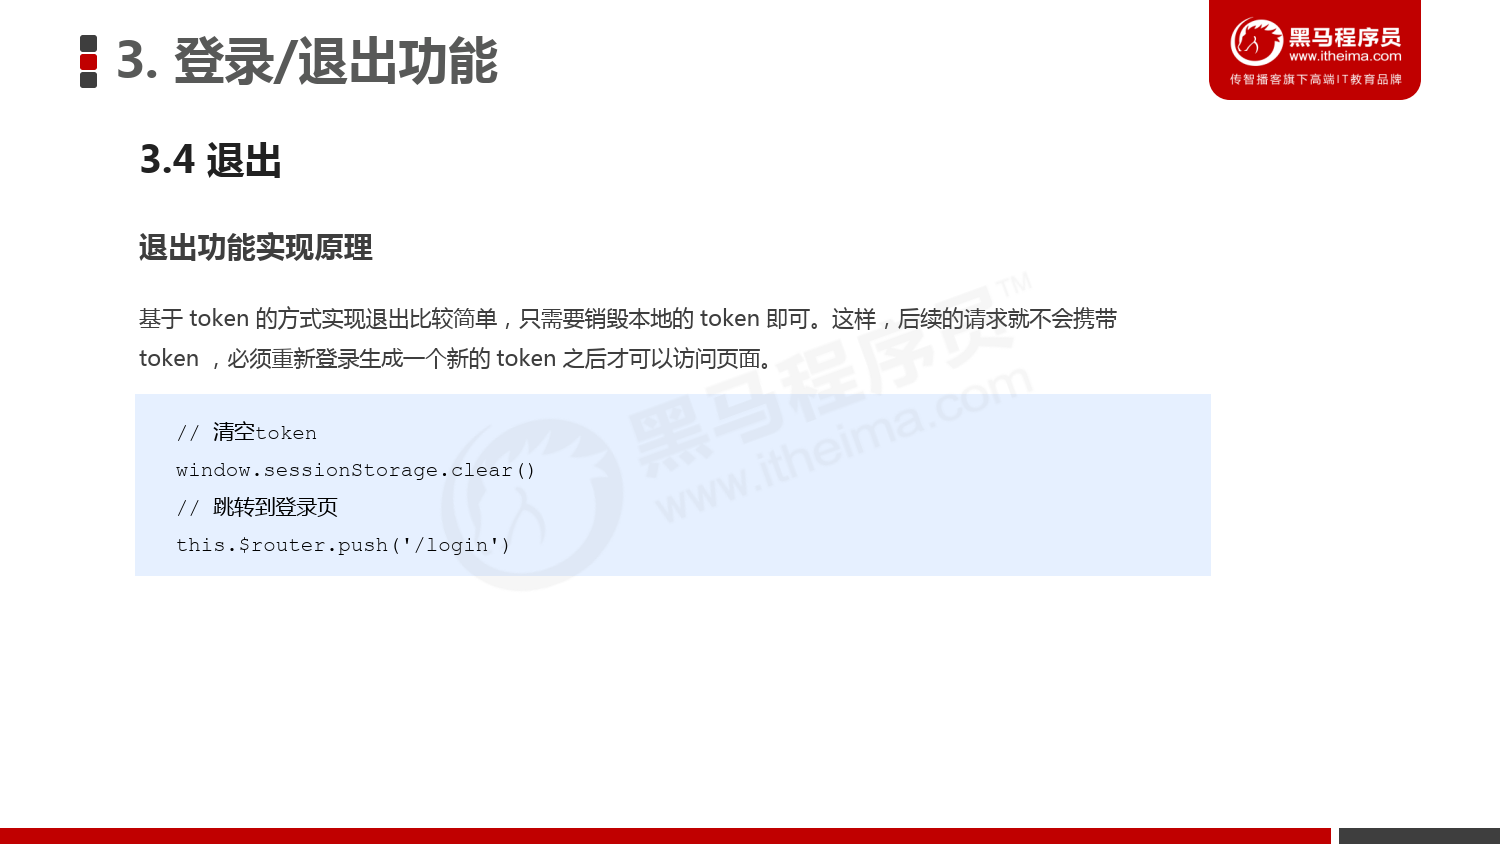 3. 登录/退出功能
黑马程序员
www.itheima.com
传智播客旗下高端IT教育品牌
3.4 退出
退出功能实现原理
基于 token 的方式实现退出比较简单，只需要销毁本地的 token 即可。这样，后续的请求就不会携带
token ，必须重新登录生成一个新的 token 之后才可以访问页面。
// 清空token
window.sessionStorage.clear()
// 跳转到登录页
this.$router.push('/login')
黑马程序员™
www.itheima.com